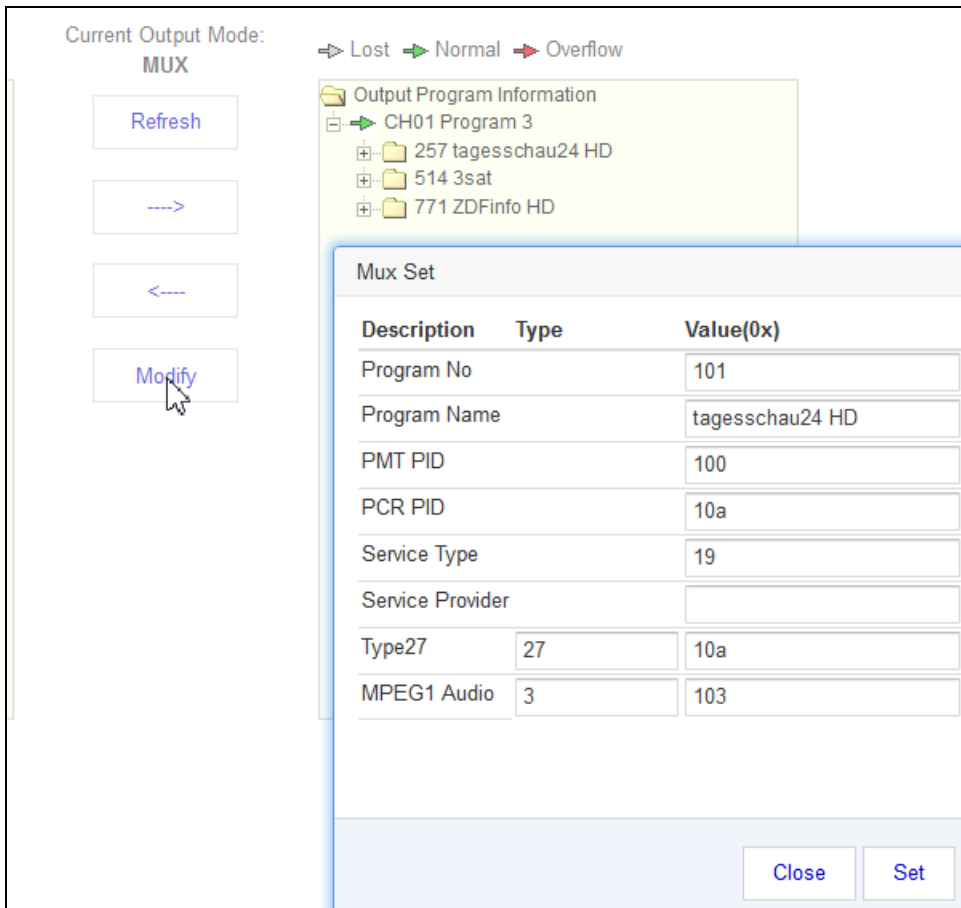 Current Output Mode:
MUX
Refresh
---->
<----
Modify
Lost Normal Overflow
Output Program Information
CH01 Program 3
257 tagesschau24 HD
514 3sat
771 ZDFinfo HD
Mux Set
Description Type Value(0x)
Program No 101
Program Name tagesschau24 HD
PMT PID 100
PCR PID 10a
Service Type 19
Service Provider
Type27 27 10a
MPEG1 Audio 3 103
Close Set